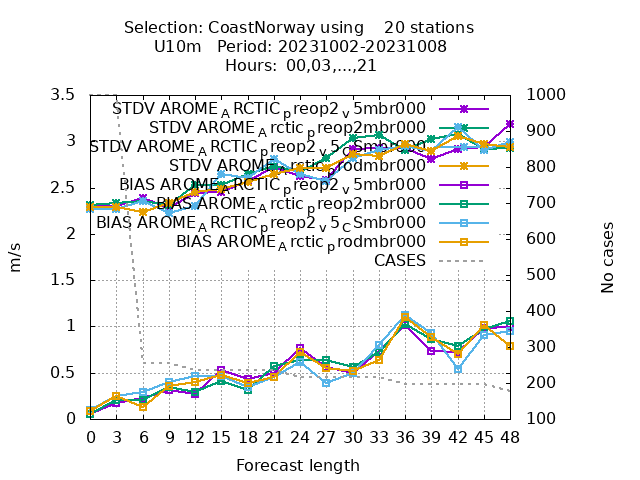 Selection: CoastNorway using    20 stations
U10m   Period: 20231002-20231008
Hours:  00,03,...,21
3.5
3
2.5
2
1.5
1
0.5
0
m/s
STDV AROME_ARCTIC_preop2_v5mbr000
STDV AROME_Arctic_preop2mbr000
STDV AROME_ARCTIC_preop2_v5_CSmbr000
STDV AROME_Arctic_prodmbr000
BIAS AROME_ARCTIC_preop2_v5mbr000
BIAS AROME_Arctic_preop2mbr000
BIAS AROME_ARCTIC_preop2_v5_CSmbr000
BIAS AROME_Arctic_prodmbr000
CASES
1000
900
800
700
600
500
400
300
200
100
No cases
0 3 6 9 12 15 18 21 24 27 30 33 36 39 42 45 48
Forecast length